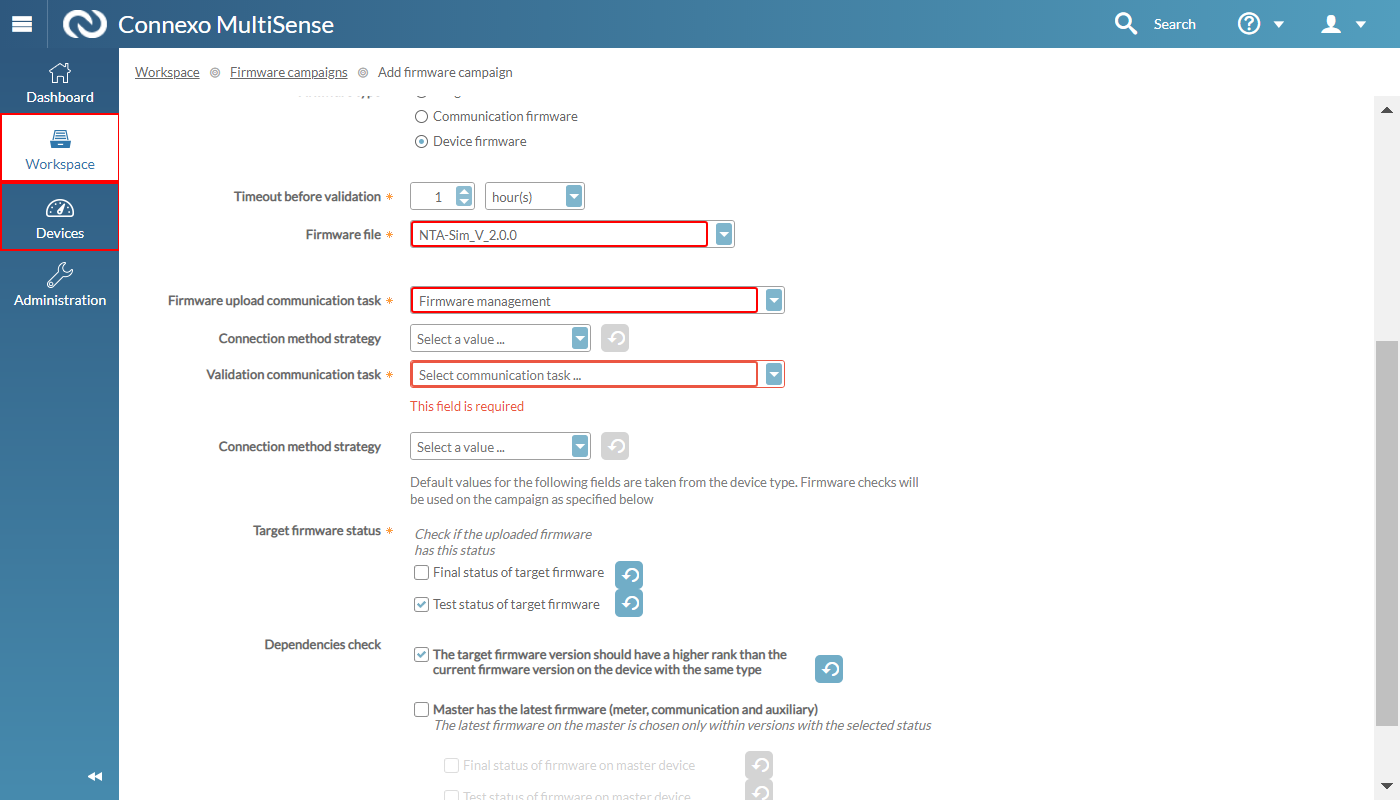 Connexo MultiSense
Search
Dashboard
Workspace
Devices
Administration
Workspace Firmware campaigns Add firmware campaign
Communication firmware
Device firmware
Timeout before validation * 1 hour(s)
Firmware file * NTA-Sim_V_2.0.0
Firmware upload communication task * Firmware management
Connection method strategy Select a value ...
Validation communication task * Select communication task ...
This field is required
Connection method strategy Select a value ...
Default values for the following fields are taken from the device type. Firmware checks will
be used on the campaign as specified below
Target firmware status *
Check if the uploaded firmware
has this status
Final status of target firmware
Test status of target firmware
Dependencies check
The target firmware version should have a higher rank than the
current firmware version on the device with the same type
Master has the latest firmware (meter, communication and auxiliary)
The latest firmware on the master is chosen only within versions with the selected status
Final status of firmware on master device
Test status of firmware on master device